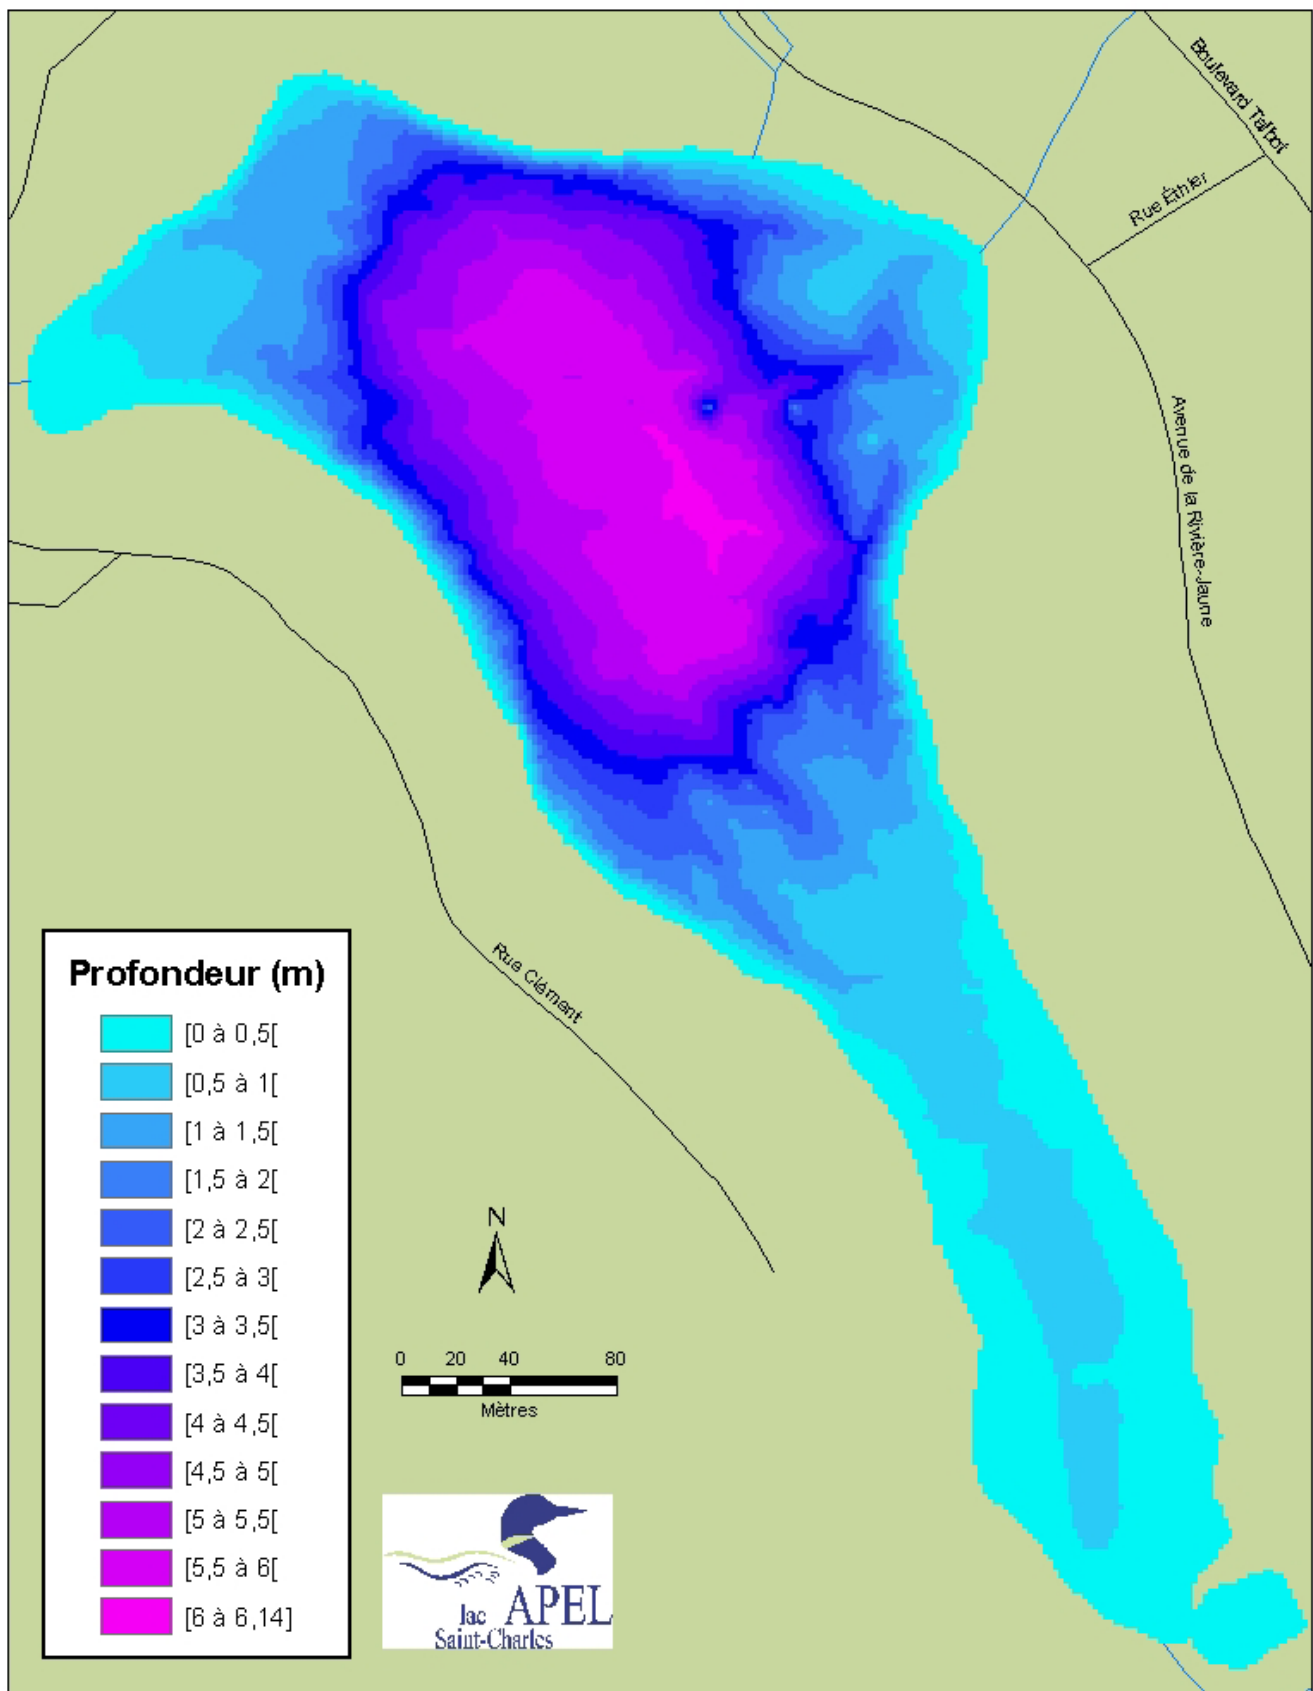 Boulevard Talbot
Rue Éthier
Avenue de la Rivière-Jaune
Rue Clément
Profondeur (m)
[0 à 0,5[
[0,5 à 1[
[1 à 1,5[
[1,5 à 2[
[2 à 2,5[
[2,5 à 3[
[3 à 3,5[
[3,5 à 4[
[4 à 4,5[
[4,5 à 5[
[5 à 5,5[
[5,5 à 6[
[6 à 6,14]
N
0 20 40 80
Mètres
lac APEL
Saint-Charles